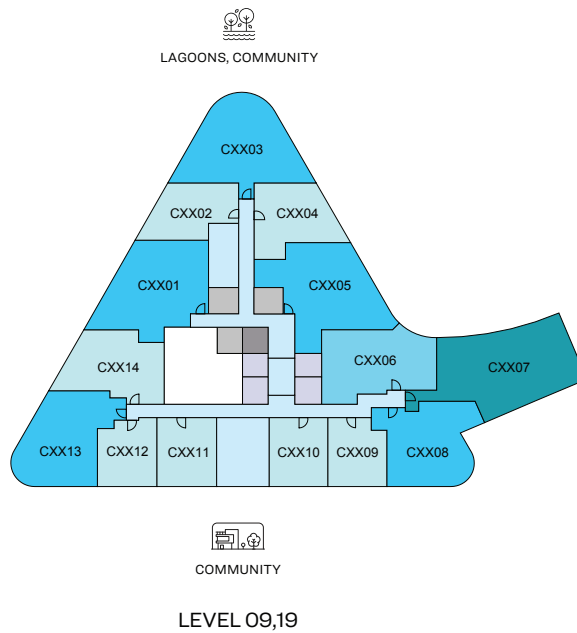 LAGOONS, COMMUNITY
CXX03
CXX02
CXX04
CXX01
CXX05
CXX06
CXX07
CXX14
CXX13
CXX12
CXX11
CXX10
CXX09
CXX08
COMMUNITY
LEVEL 09,19